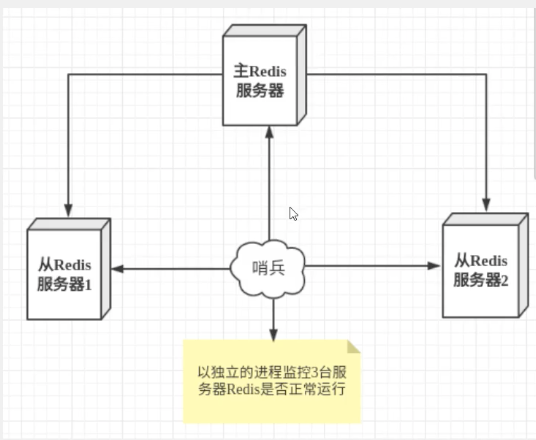 主Redis
服务器
从Redis
服务器1
哨兵
从Redis
服务器2
以独立的进程监控3台服
务器Redis是否正常运行